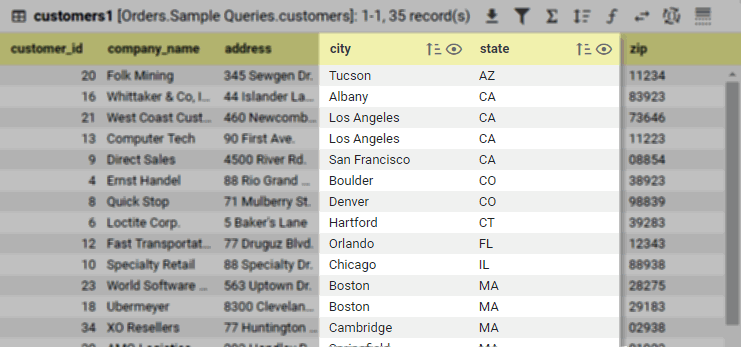 customers1 [Orders.Sample Queries.customers]: 1-1, 35 record(s)
customer_id company_name address city state zip
20 Folk Mining 345 Sewgen Dr. Tucson AZ 11234
16 Whittaker & Co, I... 44 Islander La... Albany CA 83923
21 West Coast Cust... 460 Newcomb... Los Angeles CA 73646
13 Computer Tech 90 First Ave. Los Angeles CA 11223
9 Direct Sales 4500 River Rd. San Francisco CA 08854
4 Ernst Handel 88 Rio Grand ... Boulder CO 38923
8 Quick Stop 71 Mulberry St. Denver CO 98839
6 Loctite Corp. 5 Baker's Lane Hartford CT 39283
12 Fast Transportat... 77 Druguz Blvd. Orlando FL 12343
10 Specialty Retail 88 Specialty Dr. Chicago IL 88938
23 World Software ... 563 Uptown Dr. Boston MA 28275
18 Ubermeyer 8300 Clevelan... Boston MA 29183
34 XO Resellers 77 Huntington ... Cambridge MA 02938